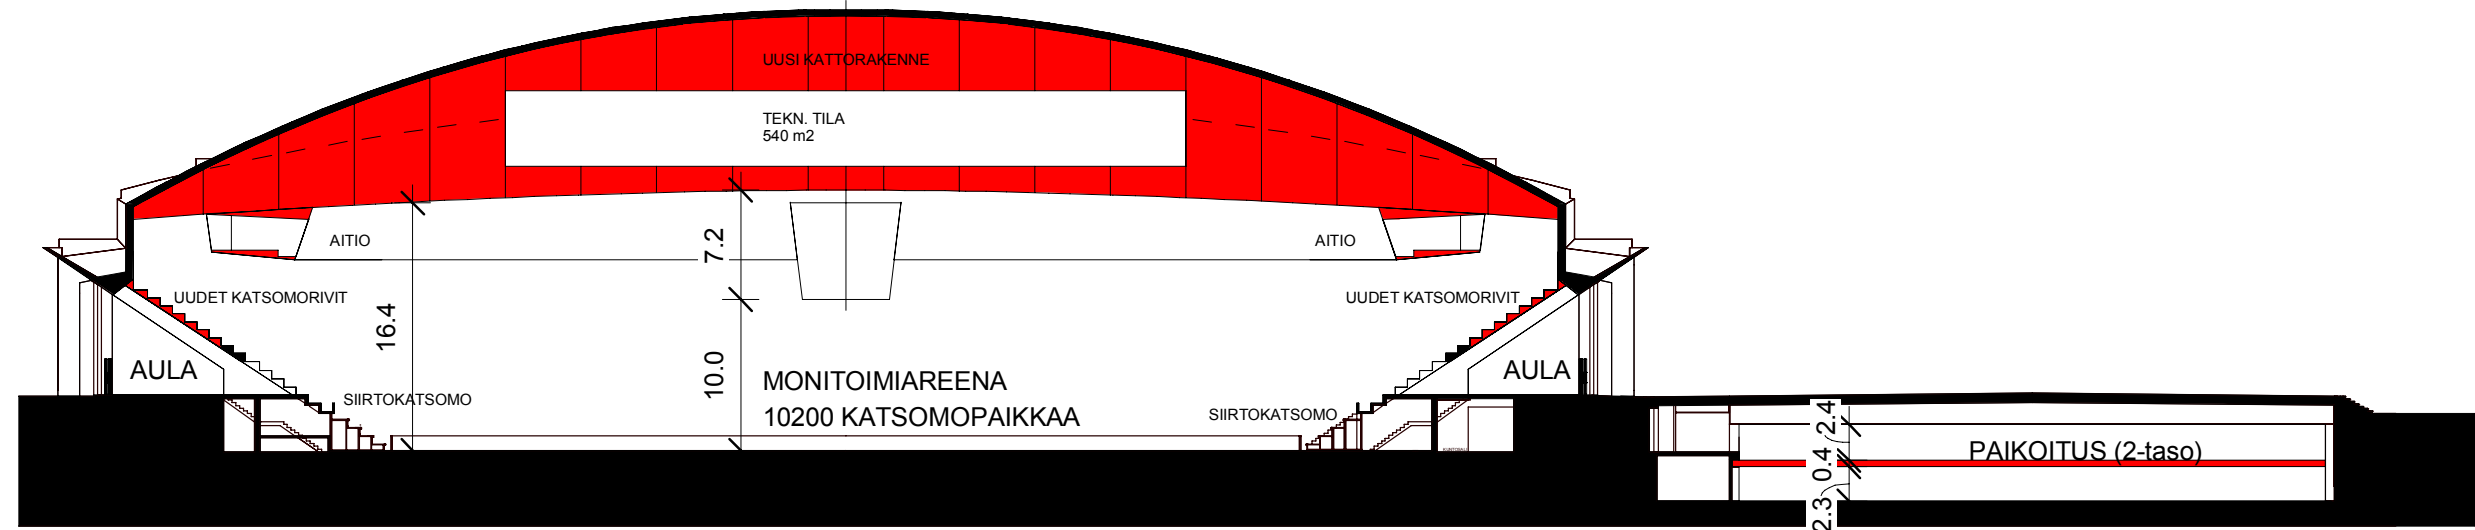 UUSI KATTORAKENNE
TEKN. TILA
540 m2
AITIO
AITIO
7.2
UUDET KATSOMORIVIT
UUDET KATSOMORIVIT
16.4
10.0
AULA
MONITOIMIAREENA
10200 KATSOMOPAIKKAA
AULA
SIIRTOKATSOMO
SIIRTOKATSOMO
2.4
0.4
2.3
PAIKOITUS (2-taso)